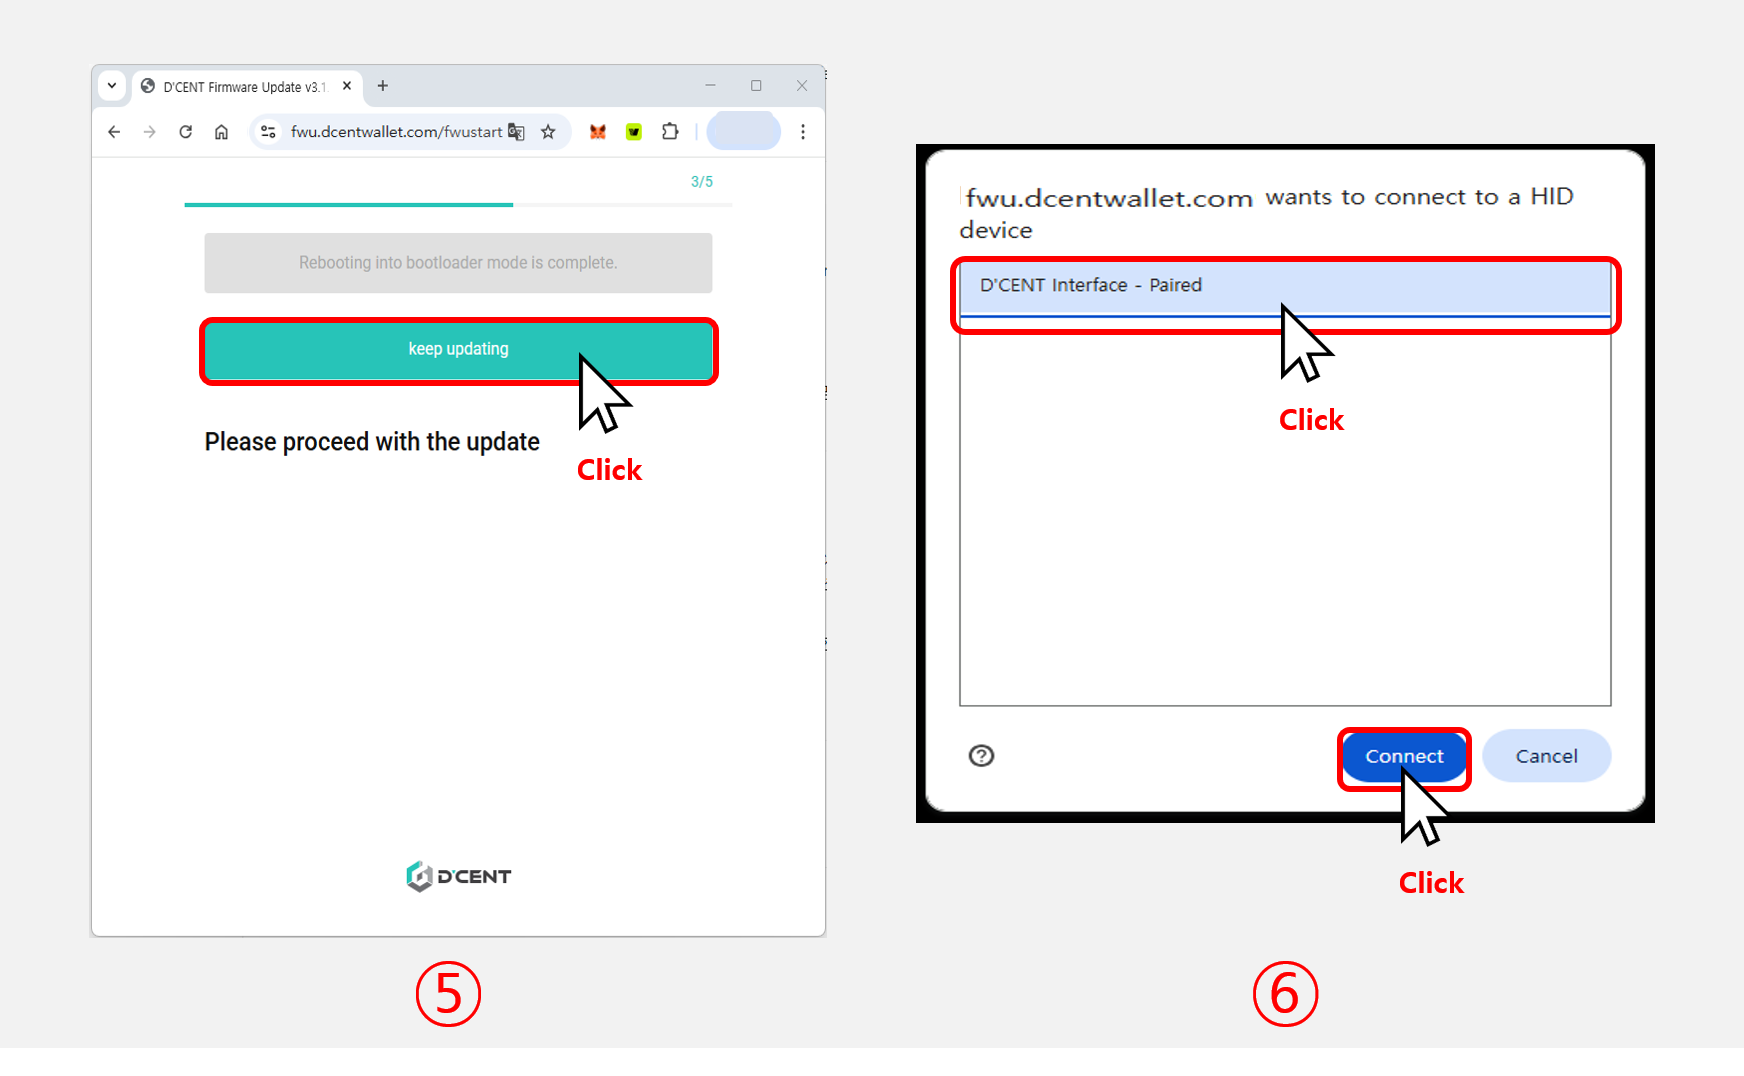 D'CENT Firmware Update v3.1
fwu.dcentwallet.com/fwustart
3/5
Rebooting into bootloader mode is complete.
keep updating
Please proceed with the update
Click
D'CENT
⑤
fwu.dcentwallet.com wants to connect to a HID
device
D'CENT Interface - Paired
Click
Connect
Cancel
Click
⑥